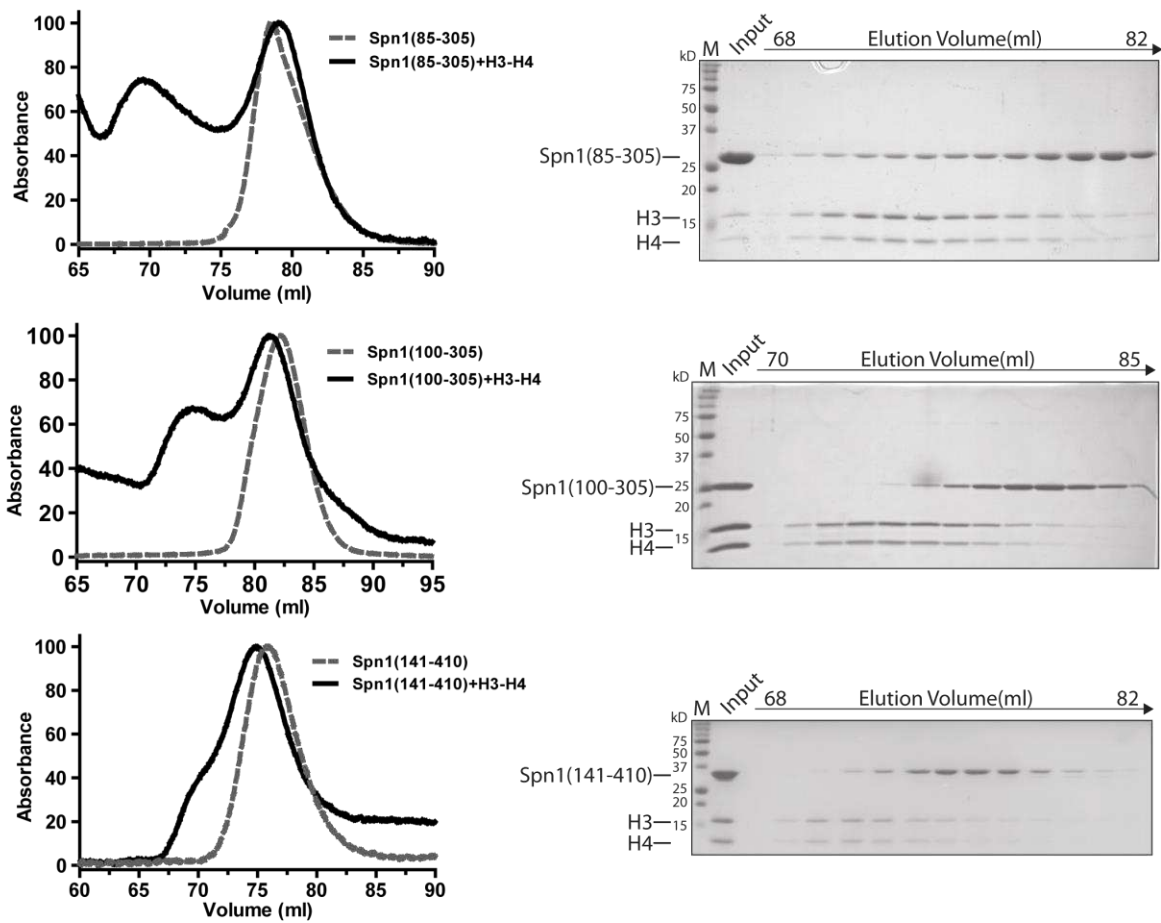 Absorbance
100
80
60
40
20
0
65 70 75 80 85 90
Volume (ml)
Spn1(85-305)
Spn1(85-305)+H3-H4
M Input 68 Elution Volume(ml) 82
kD
75
50
37
25
20
15
Spn1(85-305)
H3
H4
Absorbance
100
80
60
40
20
0
65 70 75 80 85 90 95
Volume (ml)
Spn1(100-305)
Spn1(100-305)+H3-H4
M Input 70 Elution Volume(ml) 85
kD
75
50
37
25
20
15
Spn1(100-305)
H3
H4
Absorbance
100
80
60
40
20
0
60 65 70 75 80 85 90
Volume (ml)
Spn1(141-410)
Spn1(141-410)+H3-H4
M Input 68 Elution Volume(ml) 82
kD
75
50
37
25
20
15
Spn1(141-410)
H3
H4